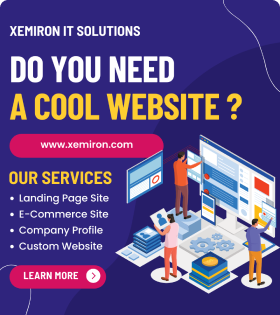 XEMIRON IT SOLUTIONS
DO YOU NEED
A COOL WEBSITE ?
www.xemiron.com
OUR SERVICES
• Landing Page Site
• E-Commerce Site
• Company Profile
• Custom Website
LEARN MORE